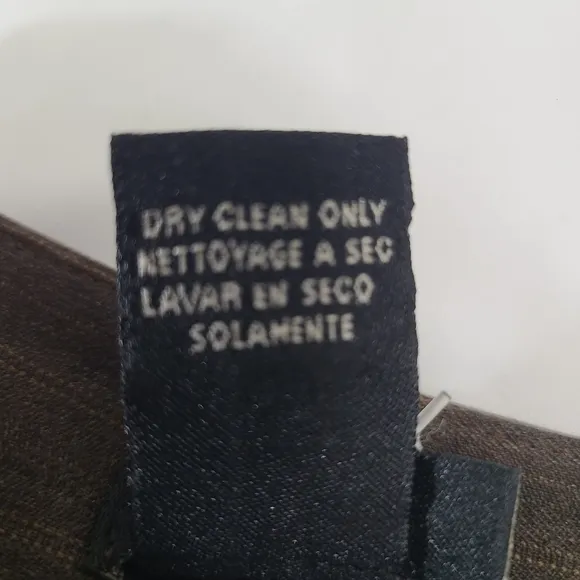 DRY CLEAN ONLY
NETTOYAGE A SEC
LAVAR EN SECO
SOLAMENTE